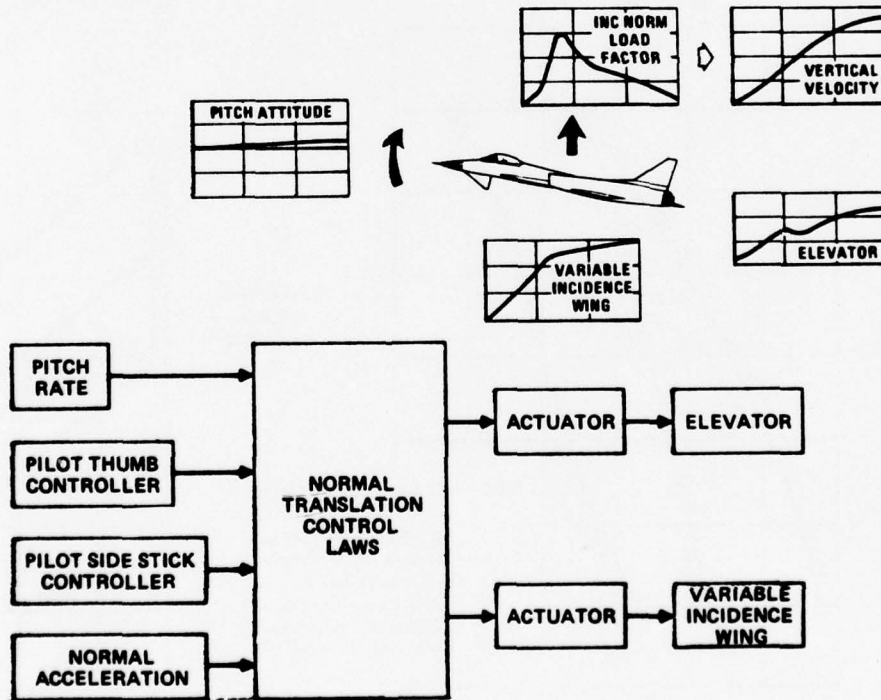 INC NORM
LOAD
FACTOR
VERTICAL
VELOCITY
PITCH ATTITUDE
VARIABLE
INCIDENCE
WING
ELEVATOR
PITCH
RATE
PILOT THUMB
CONTROLLER
PILOT SIDE STICK
CONTROLLER
NORMAL
ACCELERATION
NORMAL
TRANSLATION
CONTROL
LAWS
ACTUATOR
ELEVATOR
ACTUATOR
VARIABLE
INCIDENCE
WING